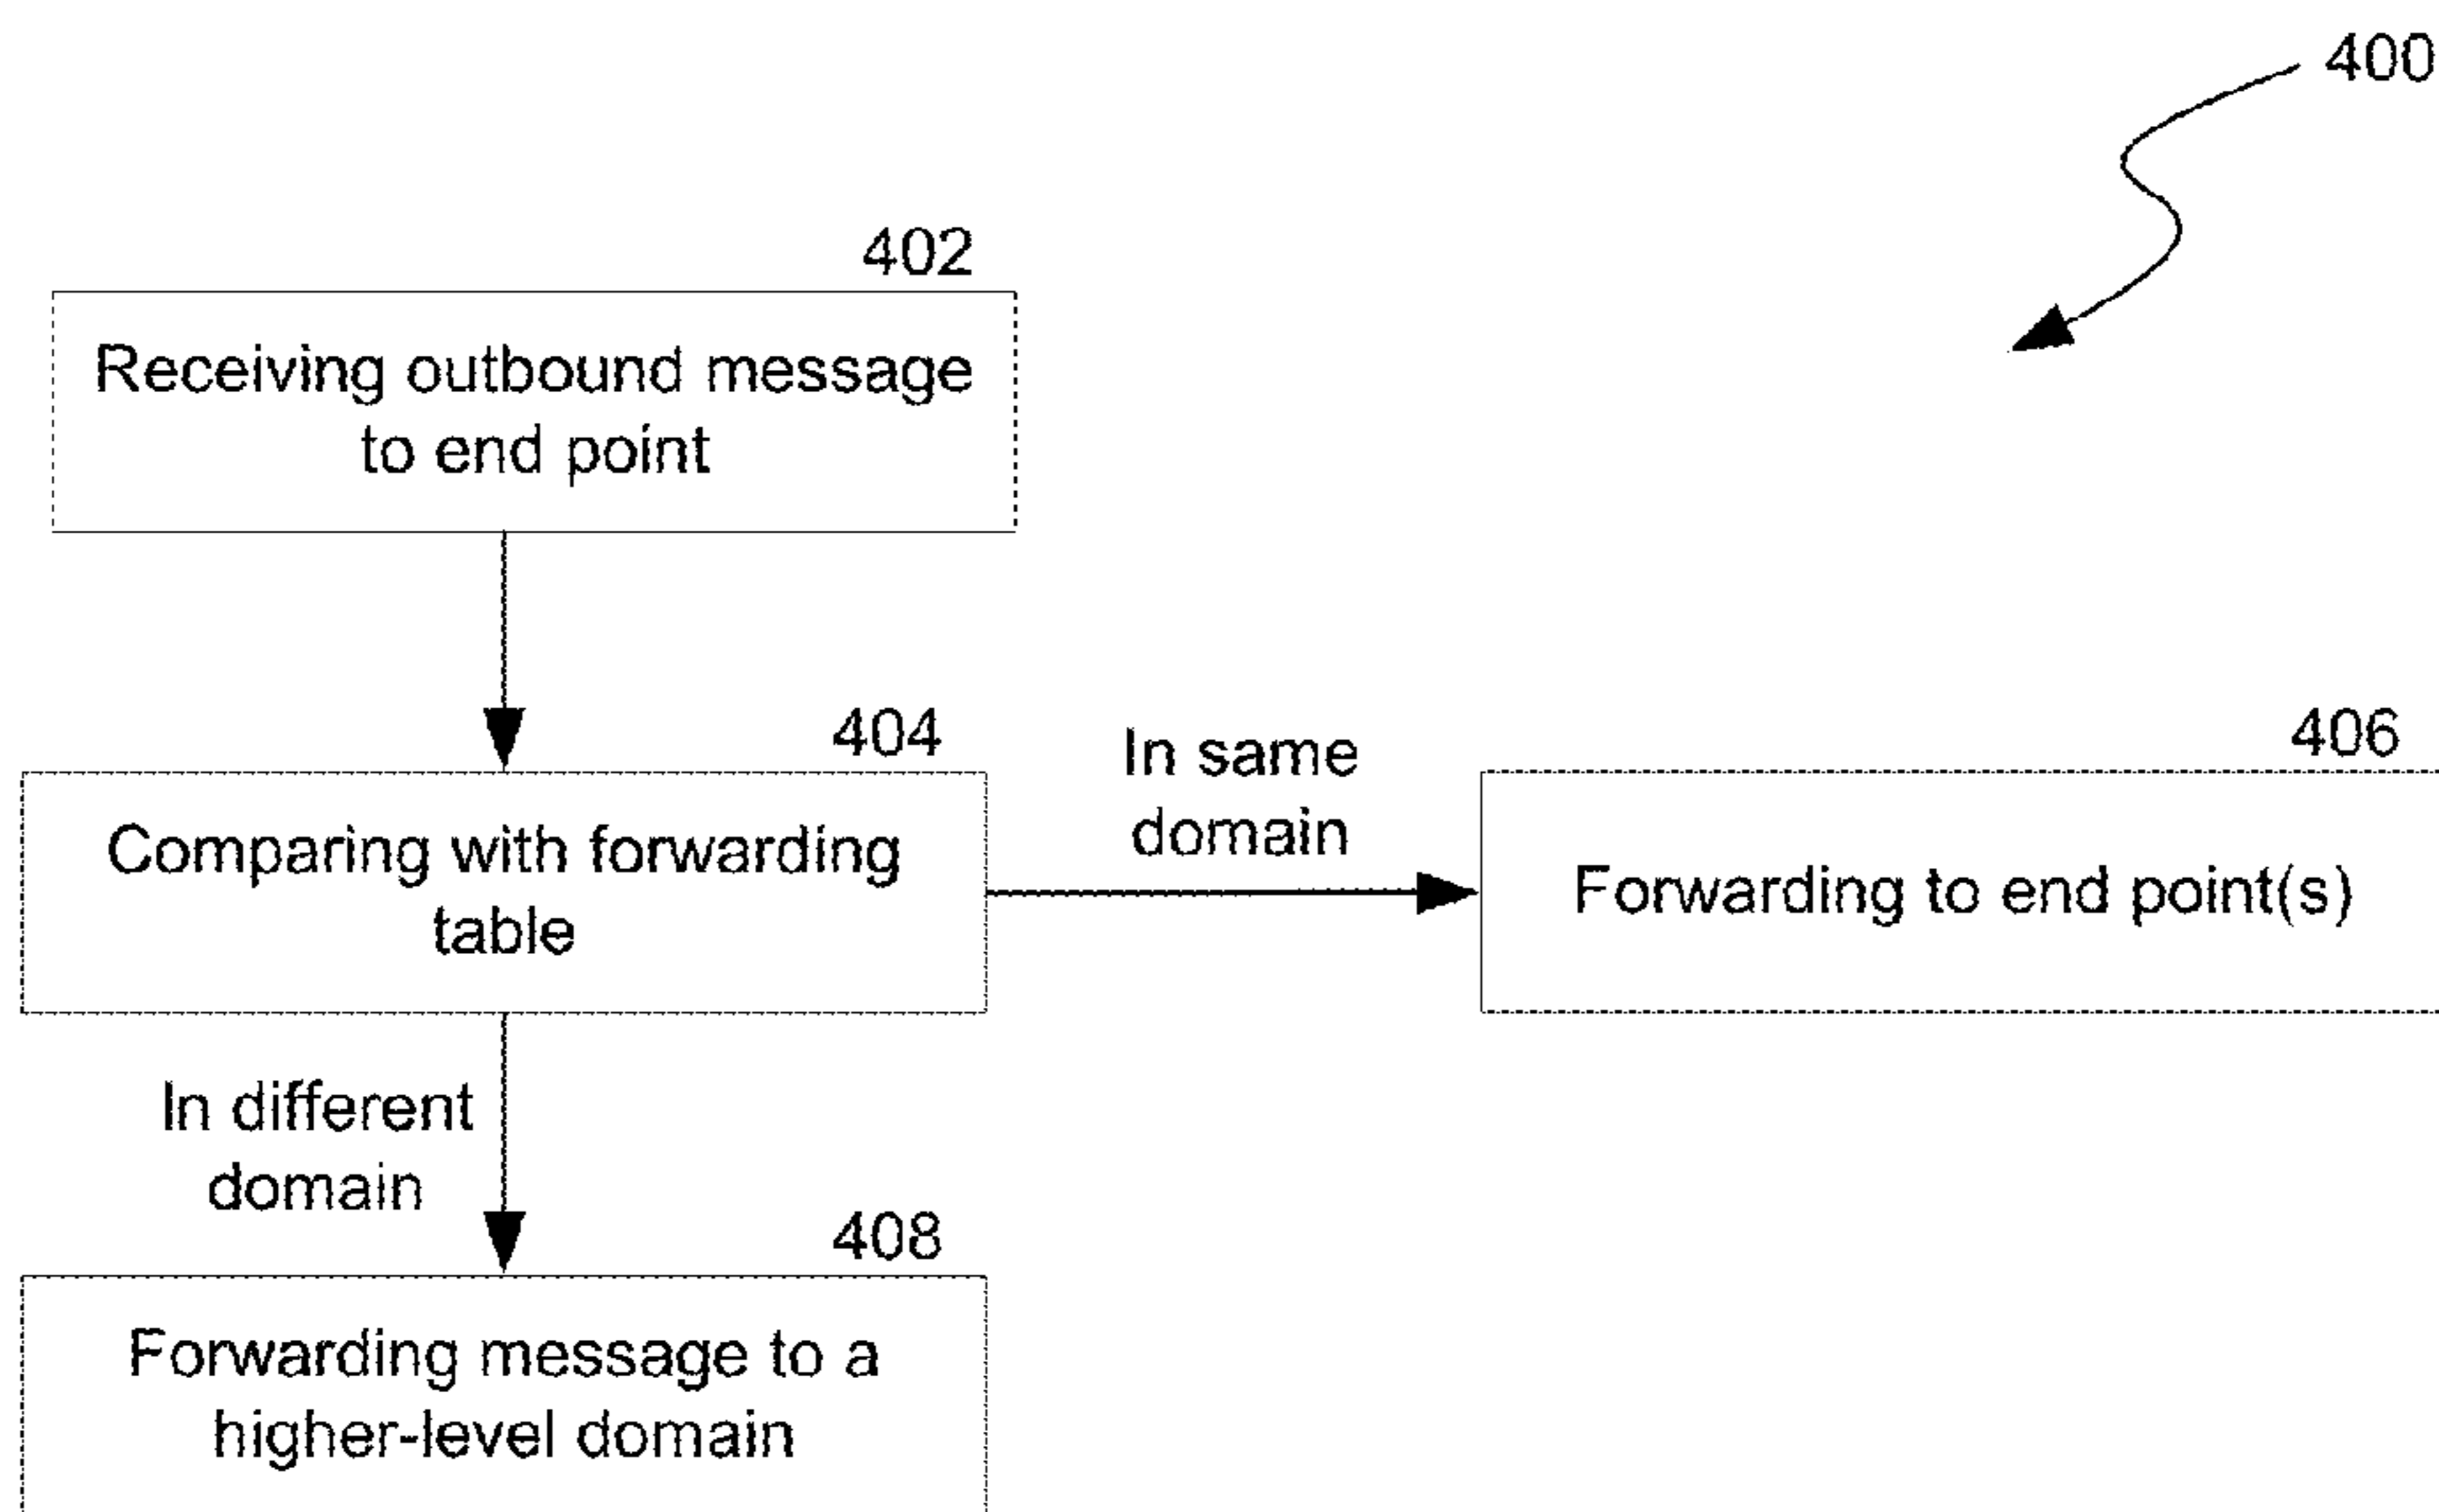 400
402
Receiving outbound message
to end point
404
Comparing with forwarding
table
In same
domain
406
Forwarding to end point(s)
In different
domain
408
Forwarding message to a
higher-level domain